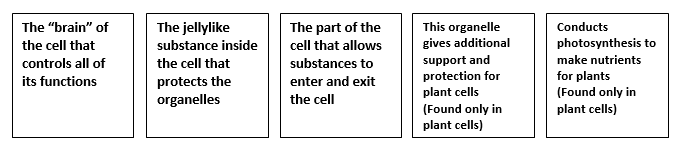 The “brain” of
the cell that
controls all of
its functions
The jellylike
substance inside
the cell that
protects the
organelles
The part of the
cell that allows
substances to
enter and exit
the cell
This organelle
gives additional
support and
protection for
plant cells
(Found only in
plant cells)
Conducts
photosynthesis to
make nutrients
for plants
(Found only in
plant cells)